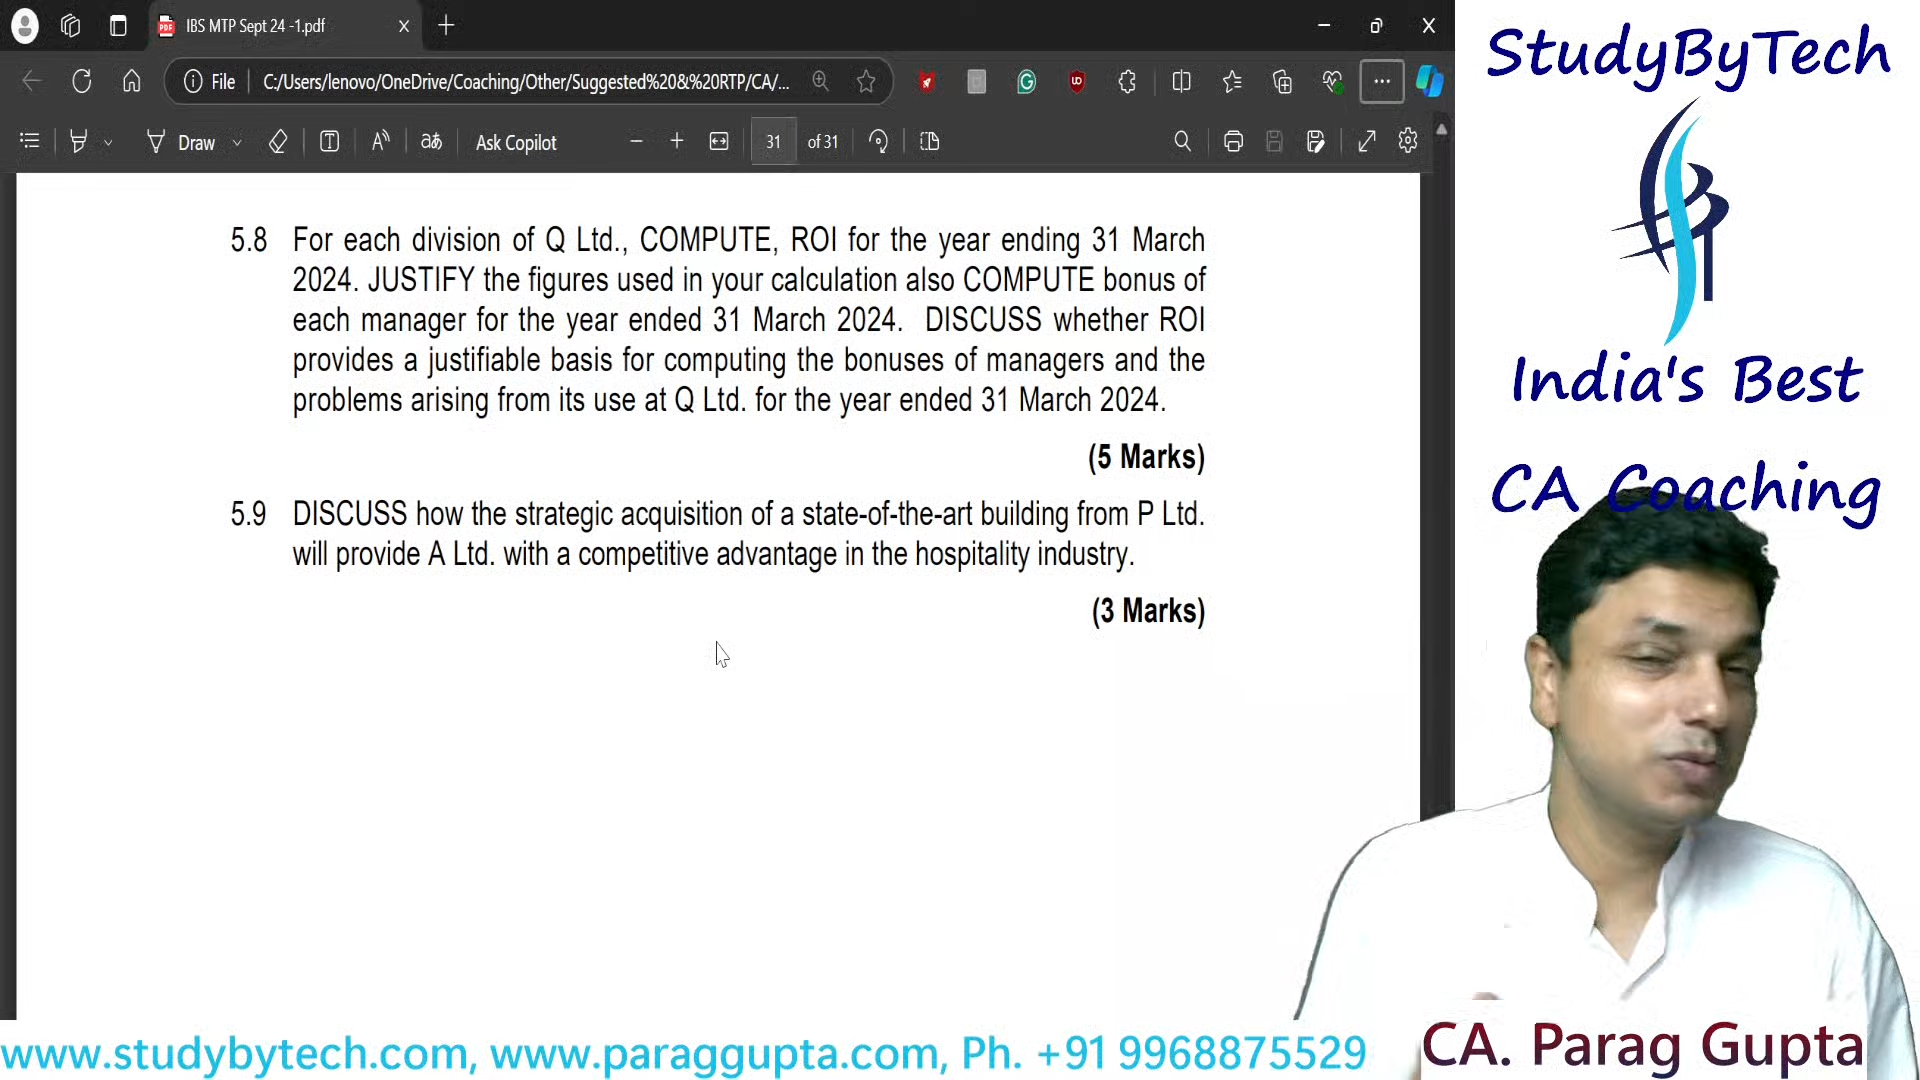 IBS MTP Sept 24 -1.pdf
File
C:/Users/lenovo/OneDrive/Coaching/Other/Suggested%20&%20RTP/CA/...
Draw
Ask Copilot
31
of 31
5.8 For each division of Q Ltd., COMPUTE, ROI for the year ending 31 March
2024. JUSTIFY the figures used in your calculation also COMPUTE bonus of
each manager for the year ended 31 March 2024. DISCUSS whether ROI
provides a justifiable basis for computing the bonuses of managers and the
problems arising from its use at Q Ltd. for the year ended 31 March 2024.
(5 Marks)
5.9 DISCUSS how the strategic acquisition of a state-of-the-art building from P Ltd.
will provide A Ltd. with a competitive advantage in the hospitality industry.
(3 Marks)
StudyByTech
India's Best
CA Coaching
www.studybytech.com, www.paraggupta.com, Ph. +91 9968875529
CA. Parag Gupta